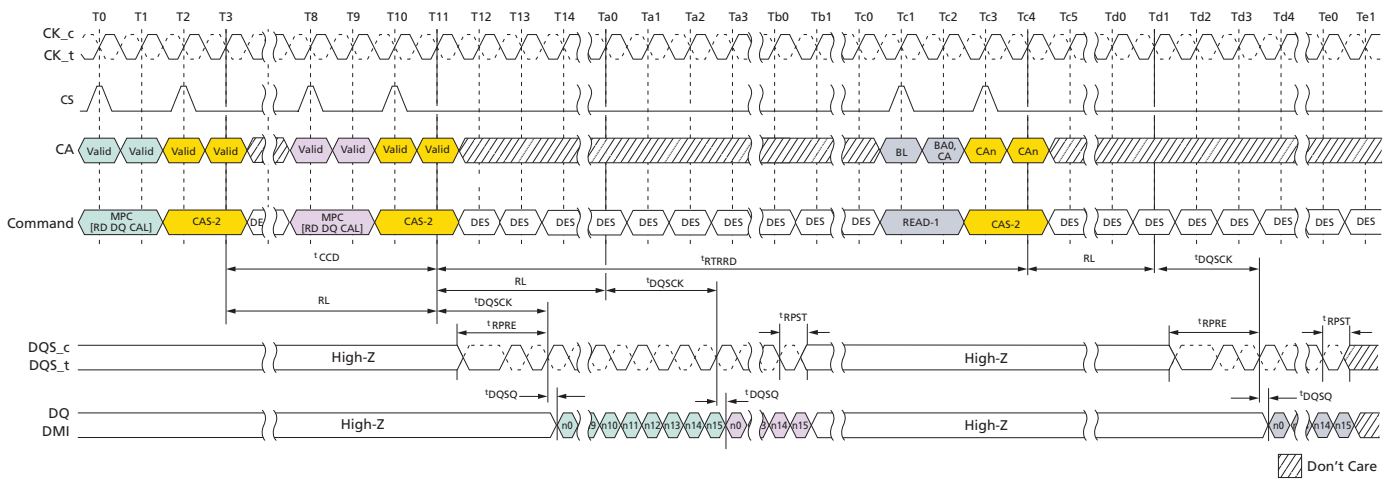 T0 T1 T2 T3 T8 T9 T10 T11 T12 T13 T14 Ta0 Ta1 Ta2 Ta3 Tb0 Tb1 Tc0 Tc1 Tc2 Tc3 Tc4 Tc5 Td0 Td1 Td2 Td3 Td4 Te0 Te1
CK_c
CK_t
CS
CA Valid Valid Valid Valid Valid Valid Valid Valid BL BA0, CA CAn CAn
Command MPC [RD DQ CAL] CAS-2 DE MPC [RD DQ CAL] CAS-2 DES DES DES DES DES DES DES DES DES DES READ-1 CAS-2 DES DES DES DES DES DES DES DES
tCCD tRTRRD RL tDQSCK
RL tDQSCK
RL tDQSCK
tRPRE tRPST tRPRE tRPST
DQS_c
DQS_t High-Z High-Z
tDQSQ tDQSQ tDQSQ
DQ
DMI High-Z n0 9 n10 n11 n12 n13 n14 n15 n0 3 n14 n15 High-Z n0 n14 n15
Don't Care